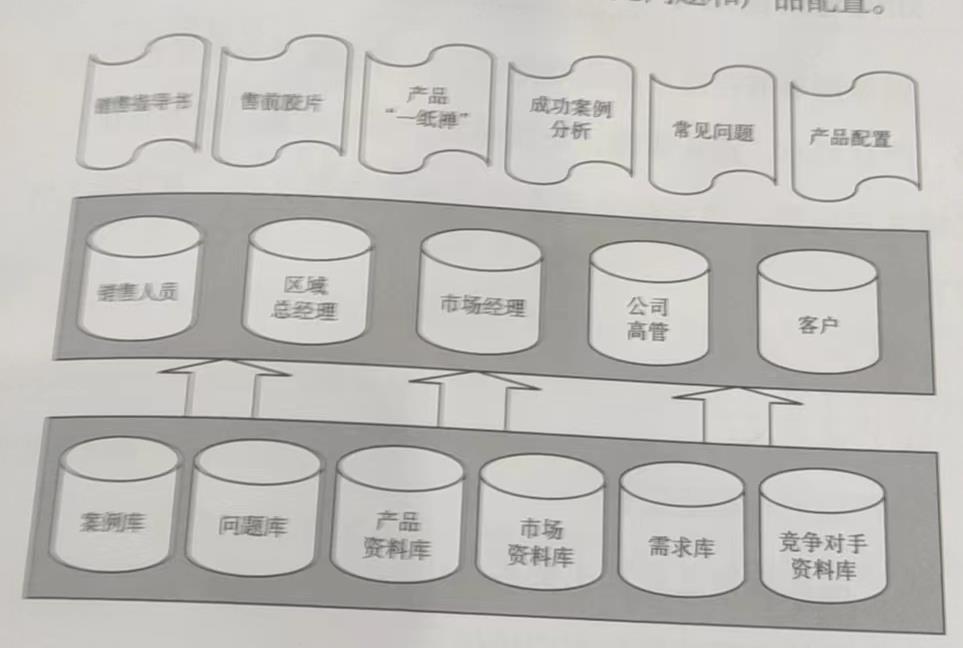 问题和产品配置。
销售指导书
售前胶片
产品
“一纸禅”
成功案例
分析
常见问题
产品配置
销售人员
区域
总经理
市场经理
公司
高管
客户
案例库
问题库
产品
资料库
市场
资料库
需求库
竞争对手
资料库